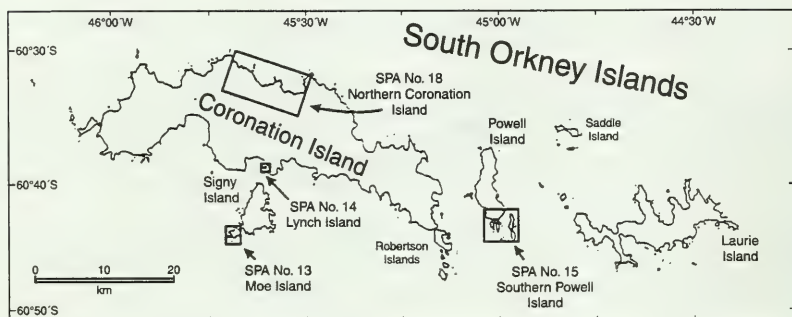 46°00'W
45°30'W
45°00'W
44°30'W
60°30'S
South Orkney Islands
SPA No. 18
Northern Coronation
Island
Coronation Island
Powell
Island
Saddle
Island
60°40'S
Signy
Island
SPA No. 14
Lynch Island
Robertson
Islands
Laurie
Island
SPA No. 13
Moe Island
SPA No. 15
Southern Powell
Island
0 10 20
km
60°50'S